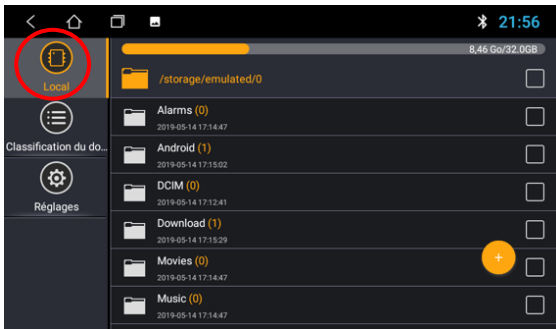 21:56
Local
Classification du do...
Réglages
8,46 Go/32.0GB
/storage/emulated/0
Alarms (0)
2019-05-14 17:14:47
Android (1)
2019-05-14 17:15:02
DCIM (0)
2019-05-14 17:12:41
Download (1)
2019-05-14 17:15:29
Movies (0)
2019-05-14 17:14:47
Music (0)
2019-05-14 17:14:47